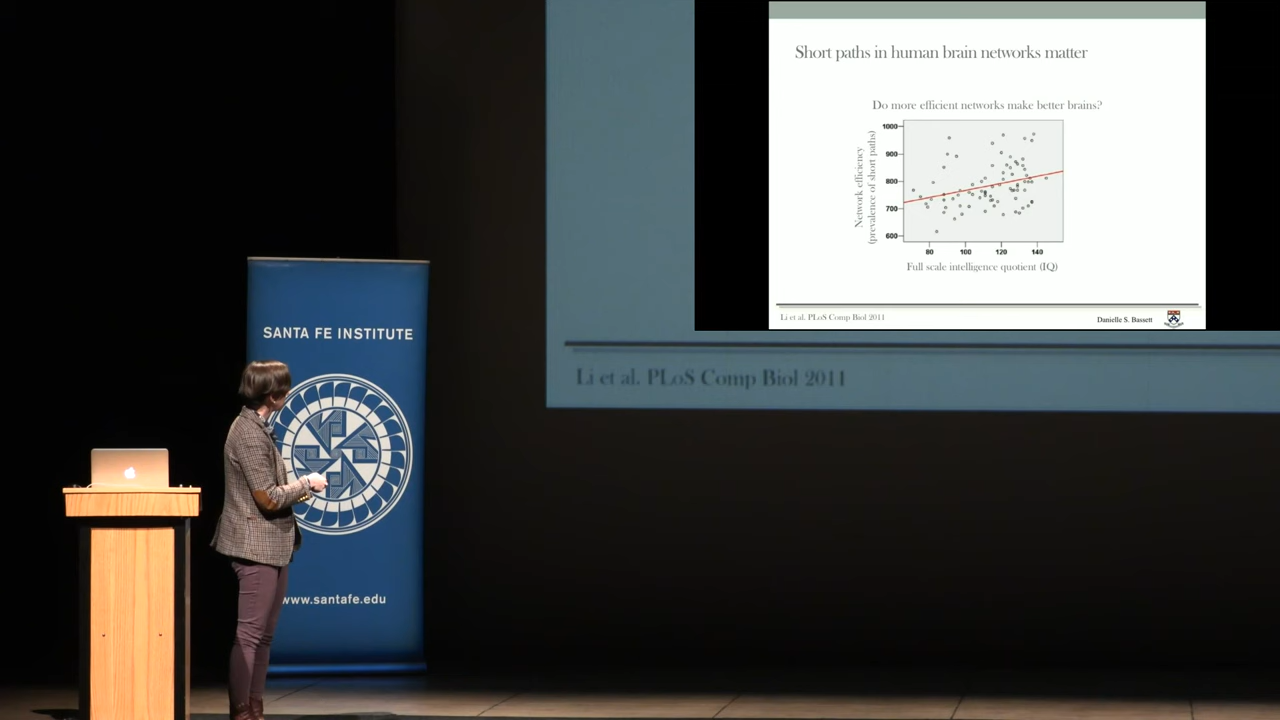 Short paths in human brain networks matter
Do more efficient networks make better brains?
Network efficiency
(prevalence of short paths)
1000
900
800
700
600
80 100 120 140
Full scale intelligence quotient (IQ)
Li et al. PLoS Comp Biol 2011
Danielle S. Bassett
Li et al. PLoS Comp Biol 2011
SANTA FE INSTITUTE
www.santafe.edu